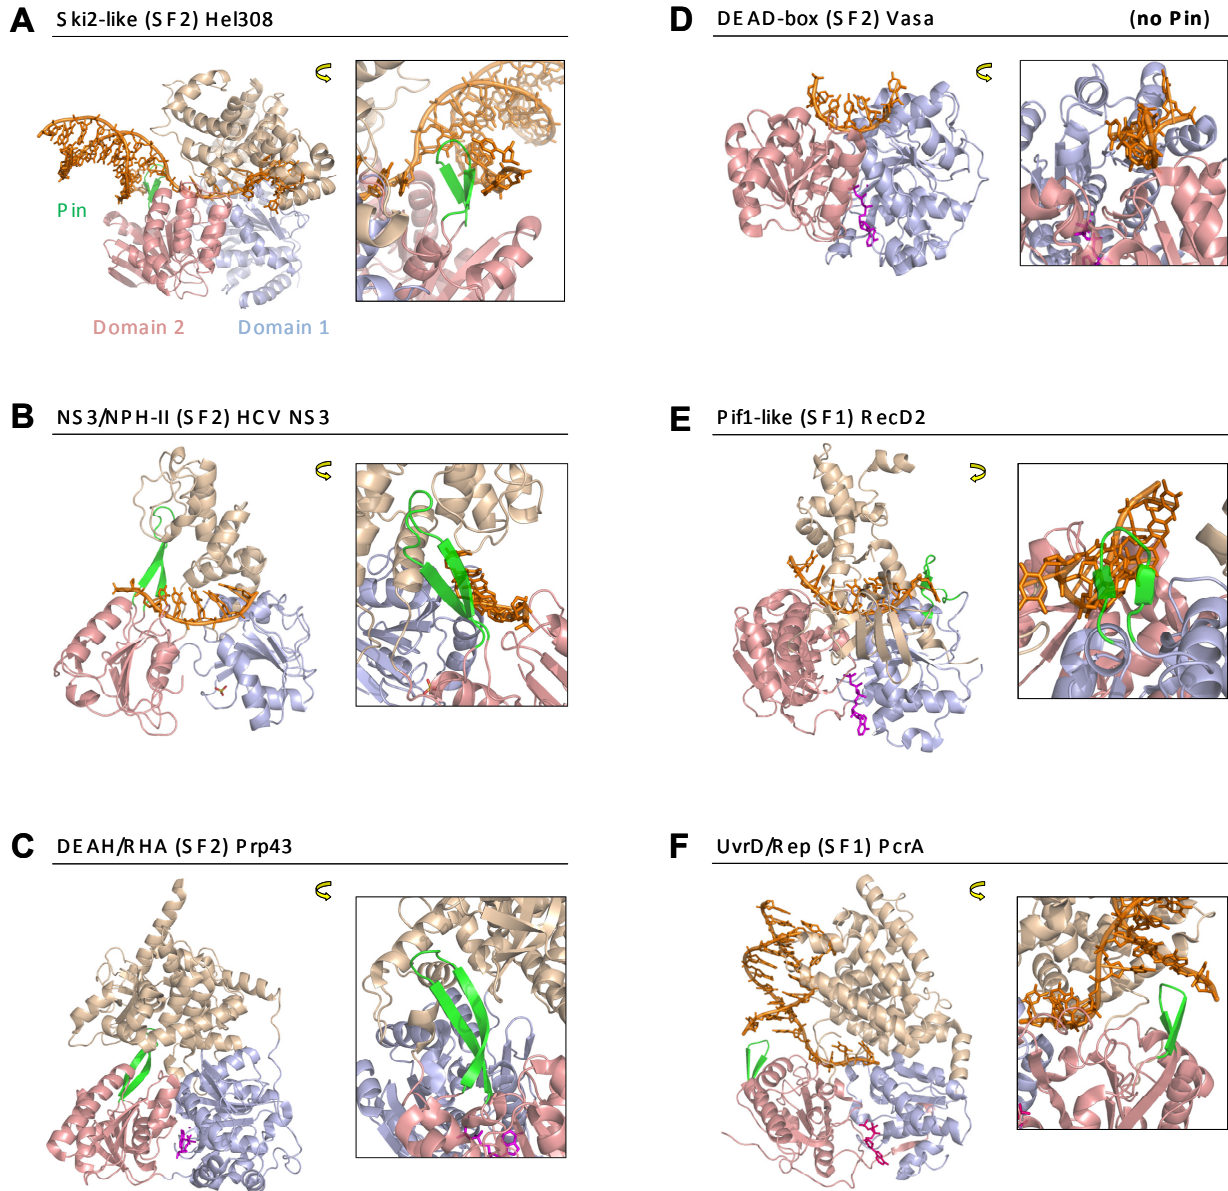 A Ski2-like (SF2) Hel308
Pin
Domain 2 Domain 1
B NS3/NPH-II (SF2) HCV NS3
C DEAH/RHA (SF2) Prp43
D DEAD-box (SF2) Vasa (no Pin)
E Pif1-like (SF1) RecD2
F UvrD/Rep (SF1) PcrA